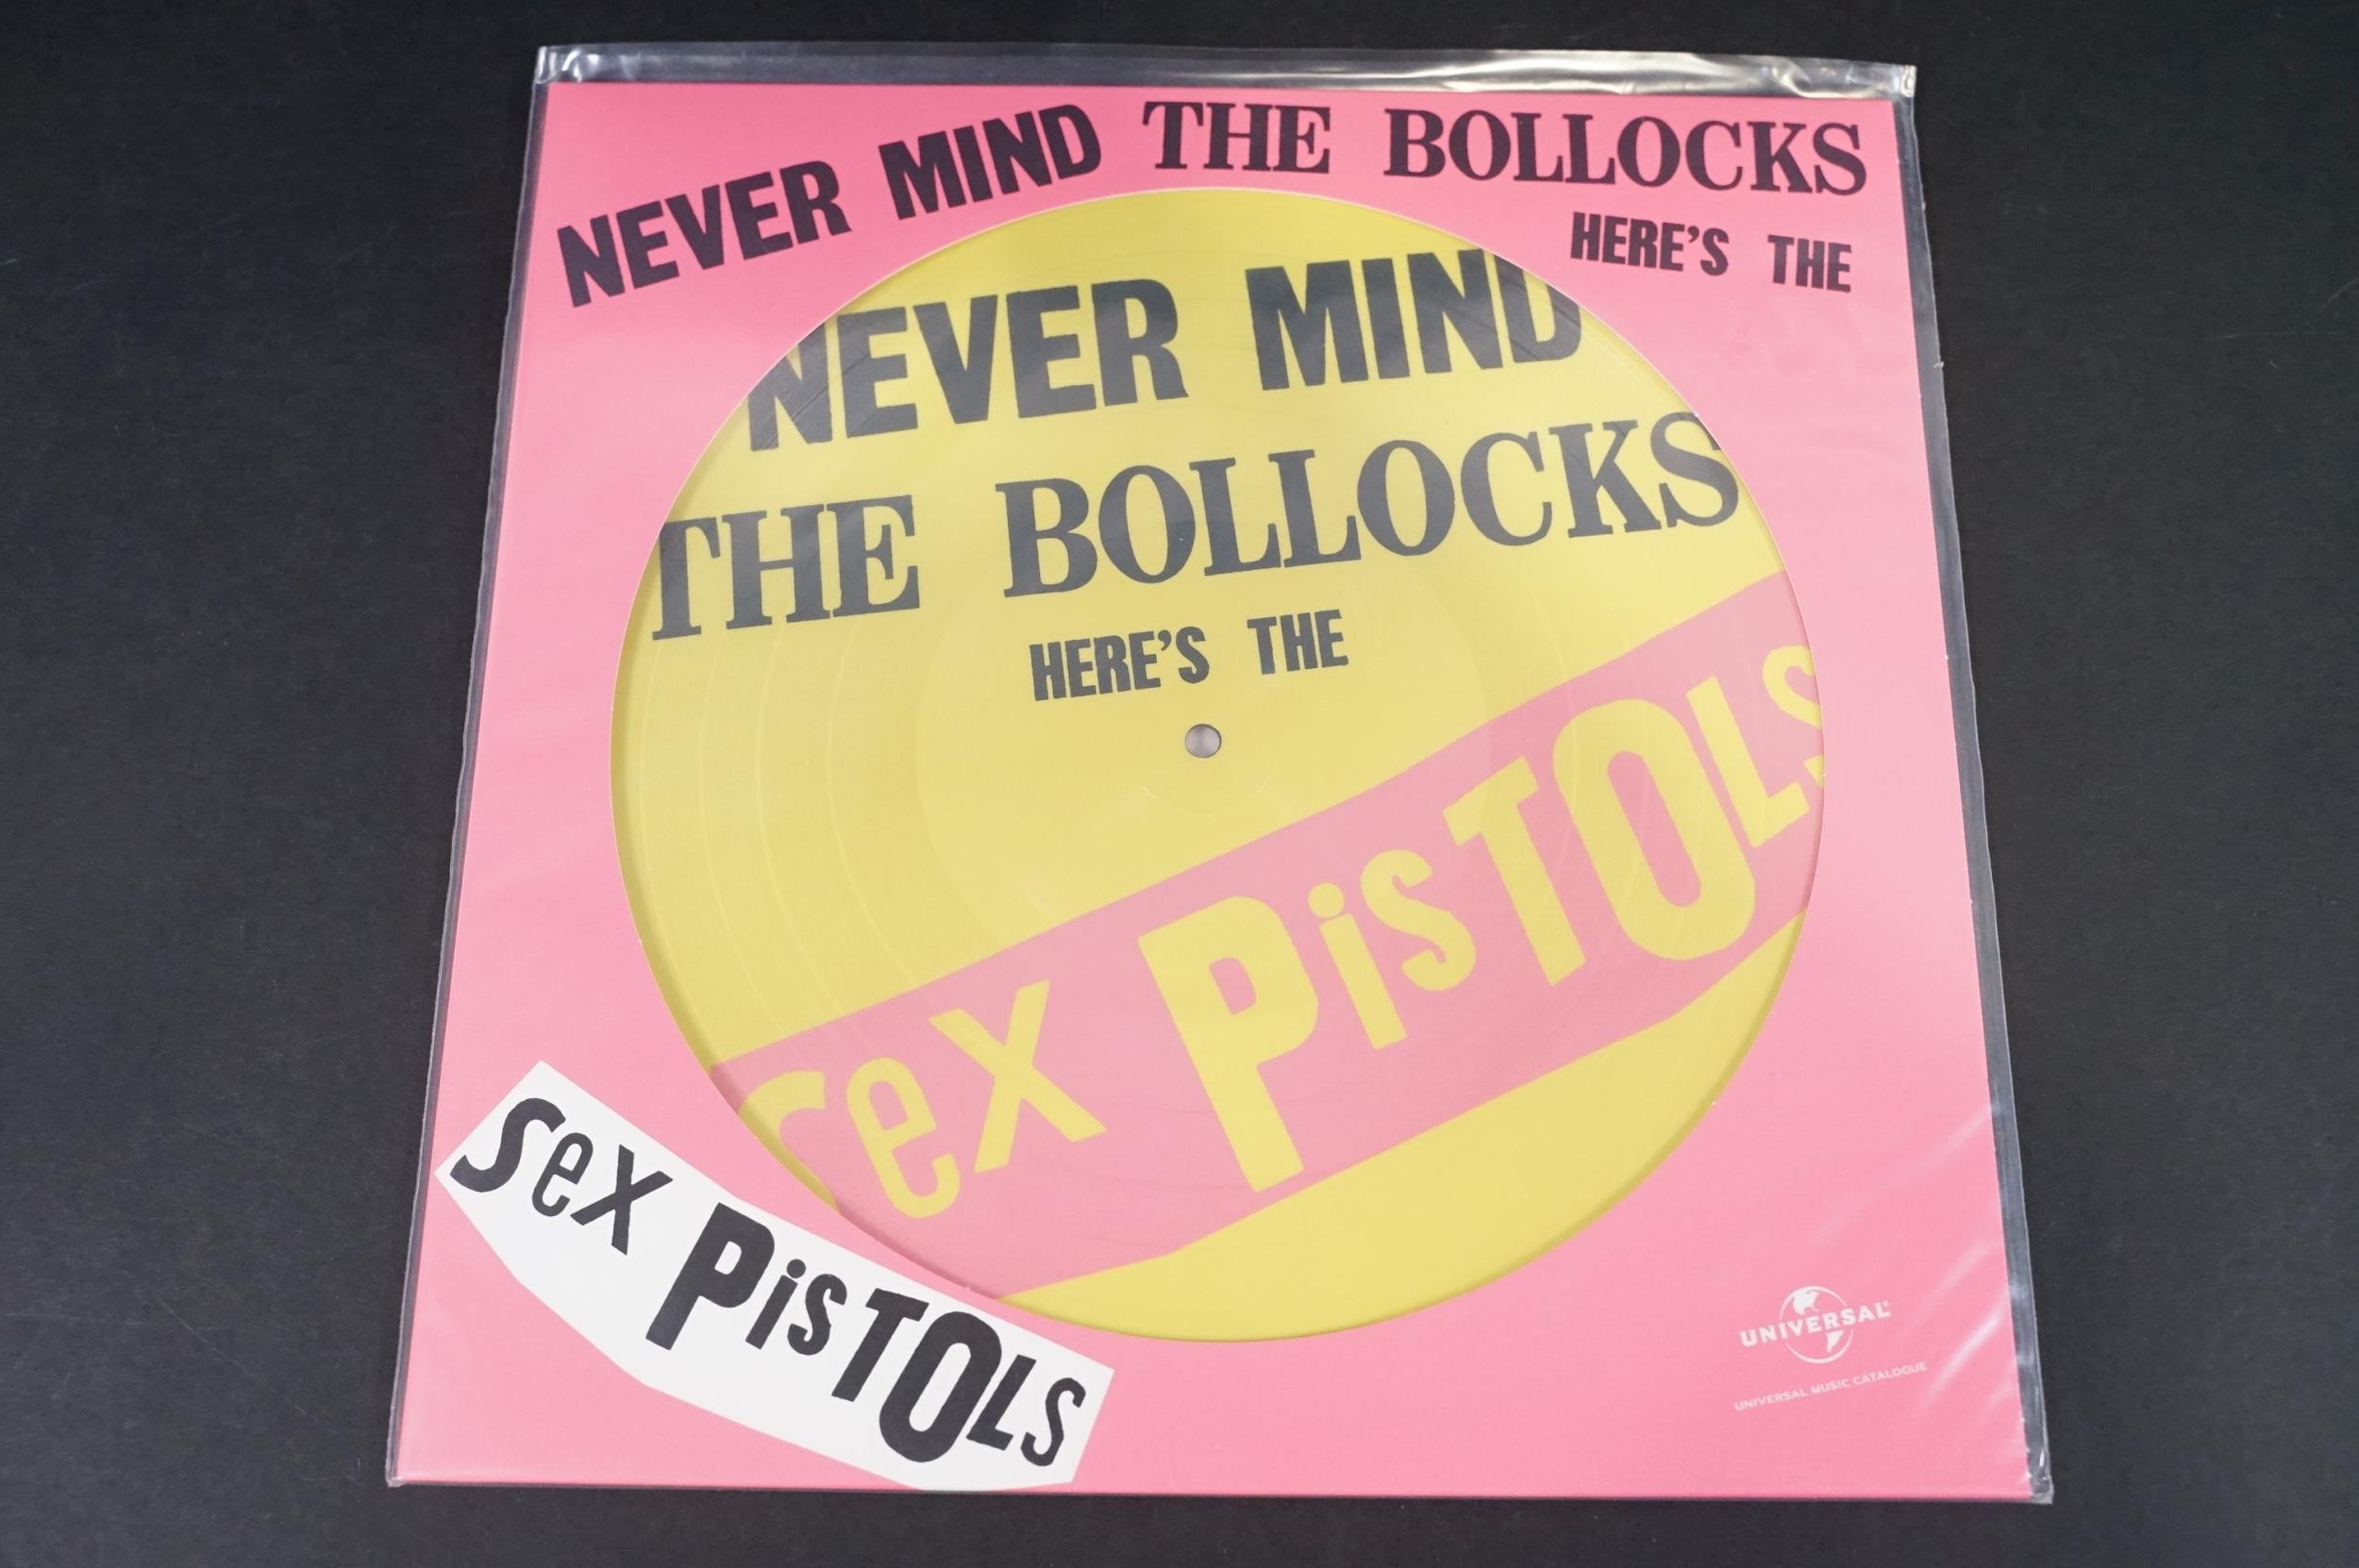 NEVER MIND THE BOLLOCKS
HERE'S THE
NEVER MIND
THE BOLLOCKS
HERE'S THE
sex PisTOLs
sex PisTOLs
UNIVERSAL
UNIVERSAL MUSIC CATALOGUE